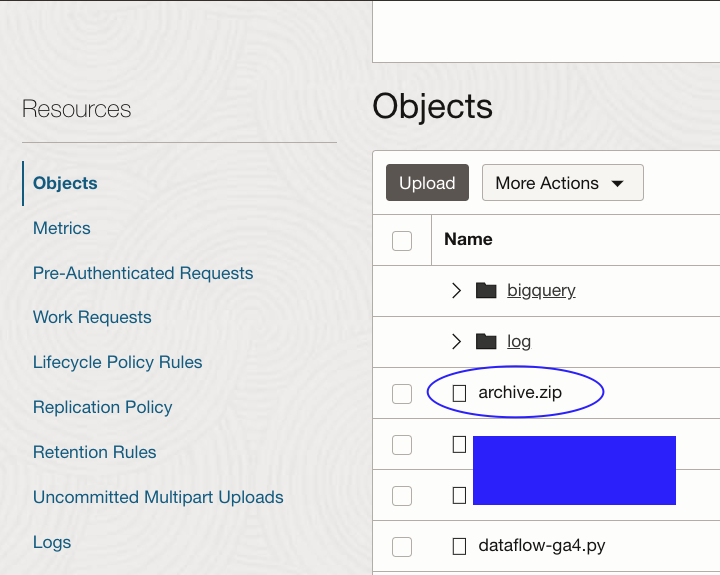 Resources
Objects
Metrics
Pre-Authenticated Requests
Work Requests
Lifecycle Policy Rules
Replication Policy
Retention Rules
Uncommitted Multipart Uploads
Logs
Objects
Upload
More Actions
Name
bigquery
log
archive.zip
dataflow-ga4.py